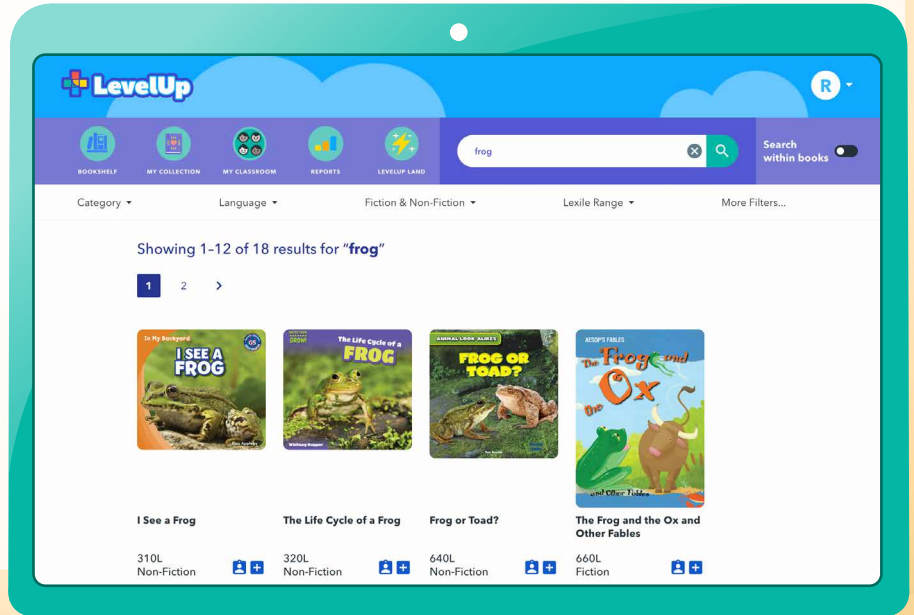 LevelUp
R
BOOKSHELF
MY COLLECTION
MY CLASSROOM
REPORTS
LEVELUP LAND
frog
Search
within books
Category
Language
Fiction & Non-Fiction
Lexile Range
More Filters...
Showing 1–12 of 18 results for “frog”
1 2
In My Backyard
I SEE A
FROG
The Life Cycle of a
FROG
Whitney Hopper
ANIMAL LOOK-ALIKES
FROG OR
TOAD?
AESOP'S FABLES
The Frog and
the Ox
and Other Fables
I See a Frog
310L
Non-Fiction
The Life Cycle of a Frog
320L
Non-Fiction
Frog or Toad?
640L
Non-Fiction
The Frog and the Ox and
Other Fables
660L
Fiction